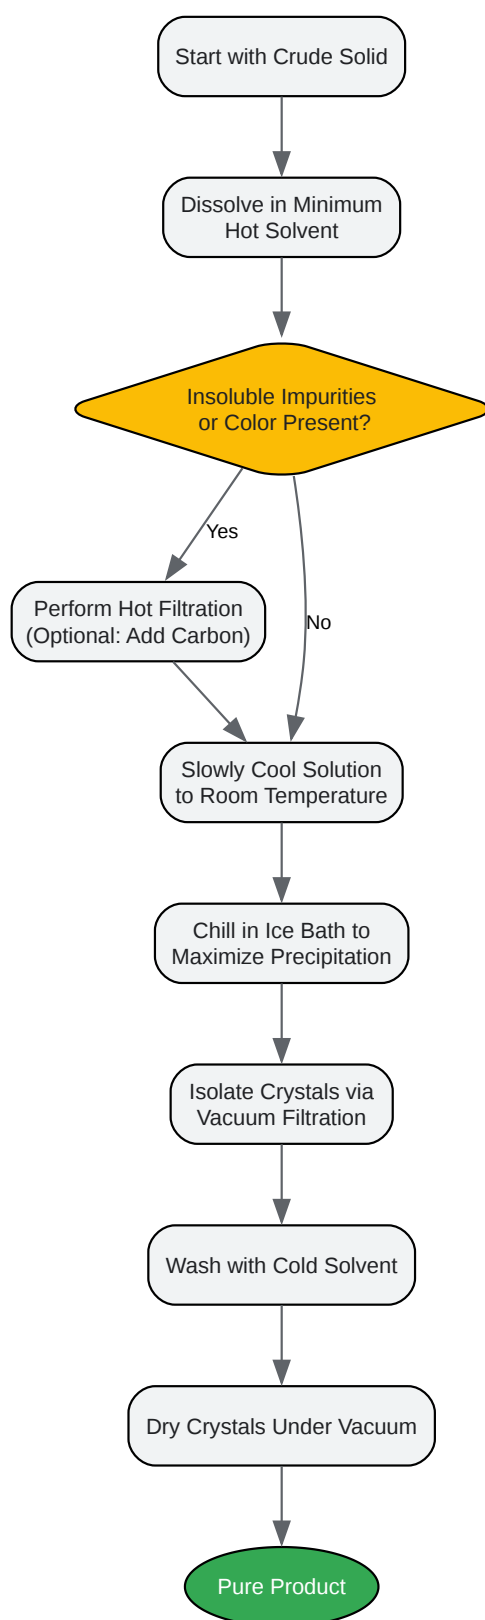 Start with Crude Solid
Dissolve in Minimum
Hot Solvent
Insoluble Impurities
or Color Present?
Yes
No
Perform Hot Filtration
(Optional: Add Carbon)
Slowly Cool Solution
to Room Temperature
Chill in Ice Bath to
Maximize Precipitation
Isolate Crystals via
Vacuum Filtration
Wash with Cold Solvent
Dry Crystals Under Vacuum
Pure Product